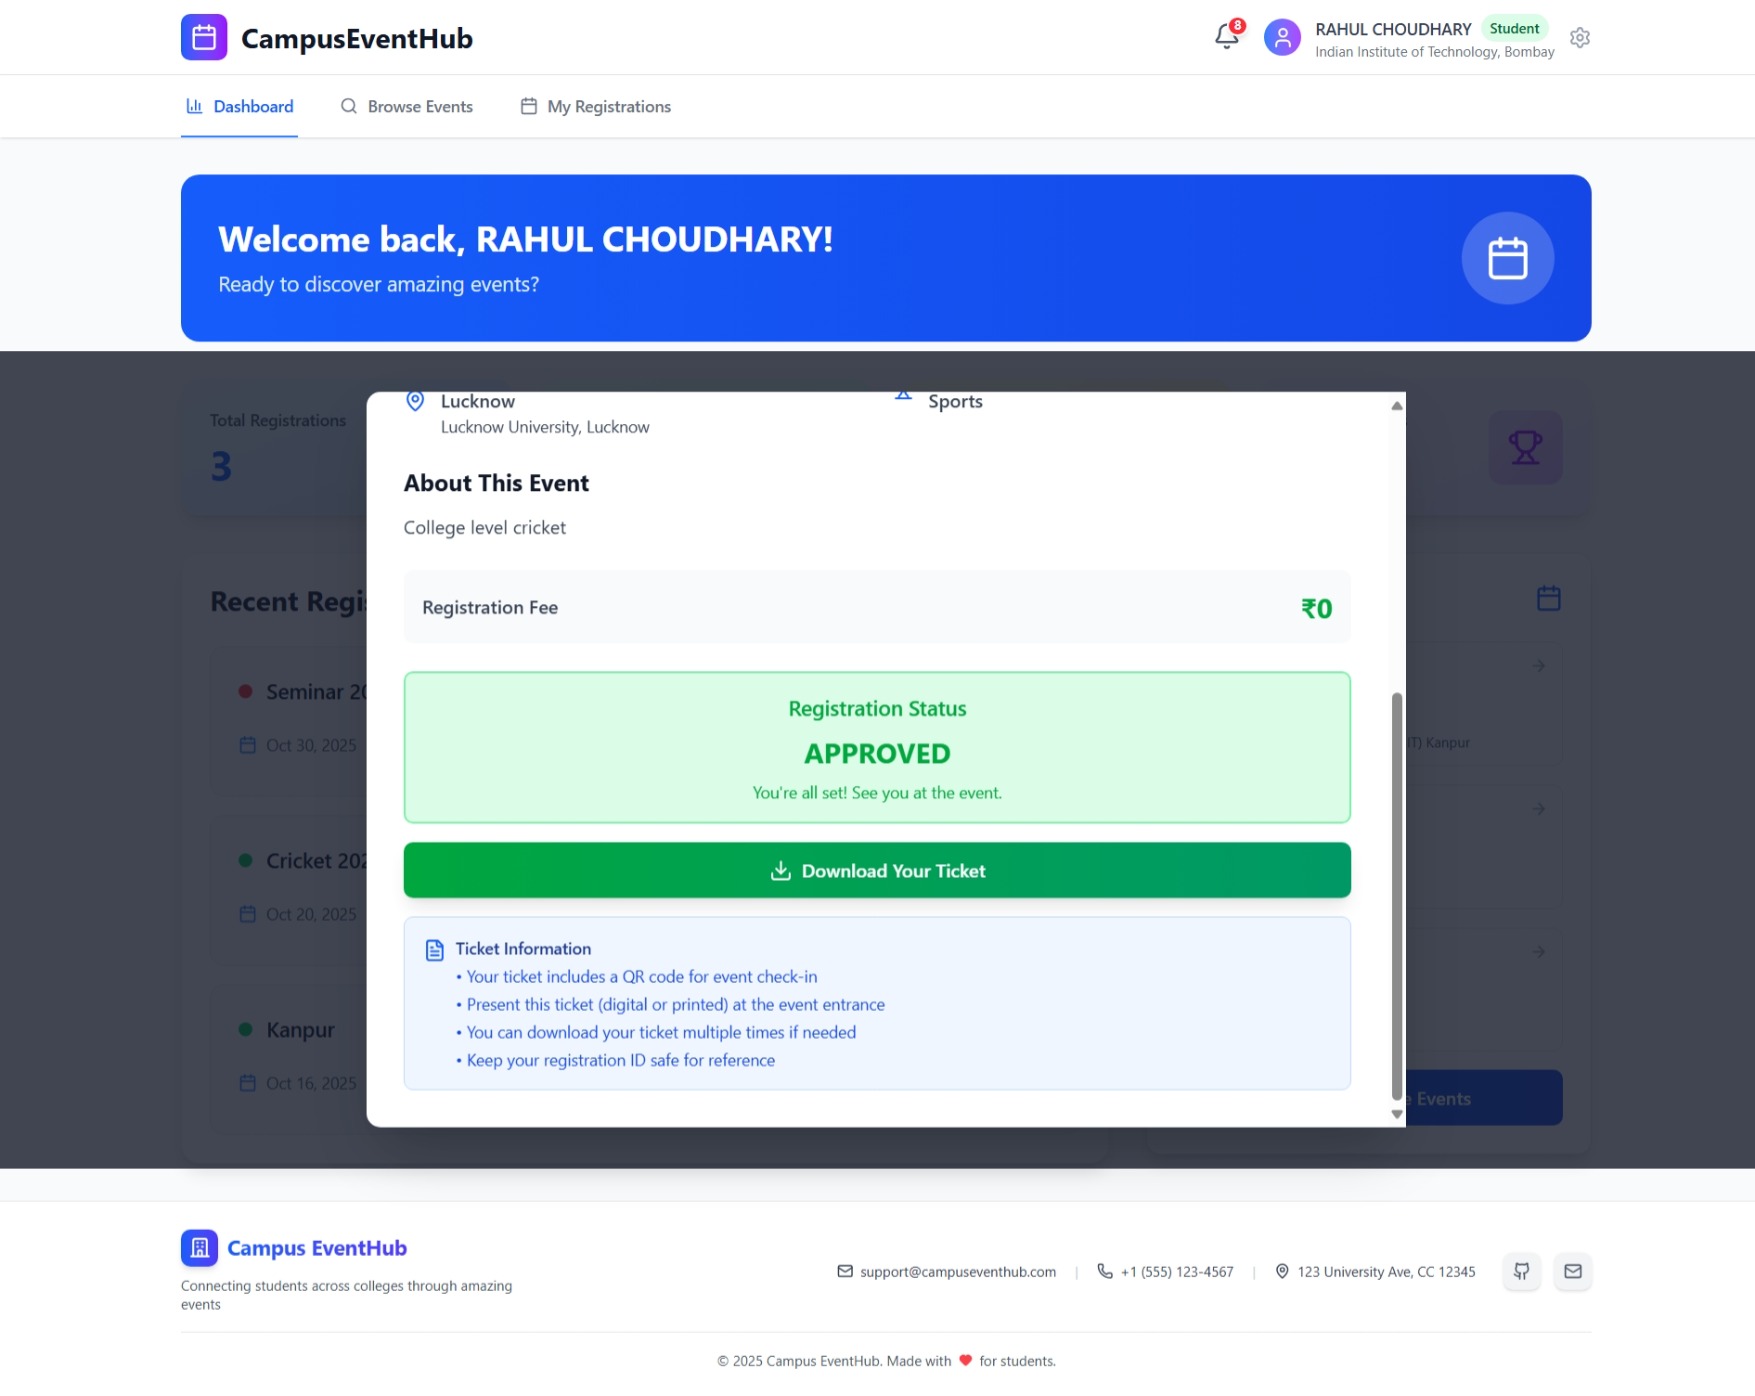 CampusEventHub
8
RAHUL CHOUDHARY Student
Indian Institute of Technology, Bombay
Dashboard Browse Events My Registrations
Welcome back, RAHUL CHOUDHARY!
Ready to discover amazing events?
Total Registrations
3
Lucknow
Lucknow University, Lucknow
Sports
About This Event
College level cricket
Registration Fee ₹0
Registration Status
APPROVED
You're all set! See you at the event.
Download Your Ticket
Ticket Information
• Your ticket includes a QR code for event check-in
• Present this ticket (digital or printed) at the event entrance
• You can download your ticket multiple times if needed
• Keep your registration ID safe for reference
Recent
Seminar
Oct 30, 2025
Cricket
Oct 20, 2025
Kanpur
Oct 16, 2025
Kanpur
Events
Campus EventHub
Connecting students across colleges through amazing
events
support@campuseventhub.com | +1 (555) 123-4567 | 123 University Ave, CC 12345
© 2025 Campus EventHub. Made with ❤ for students.